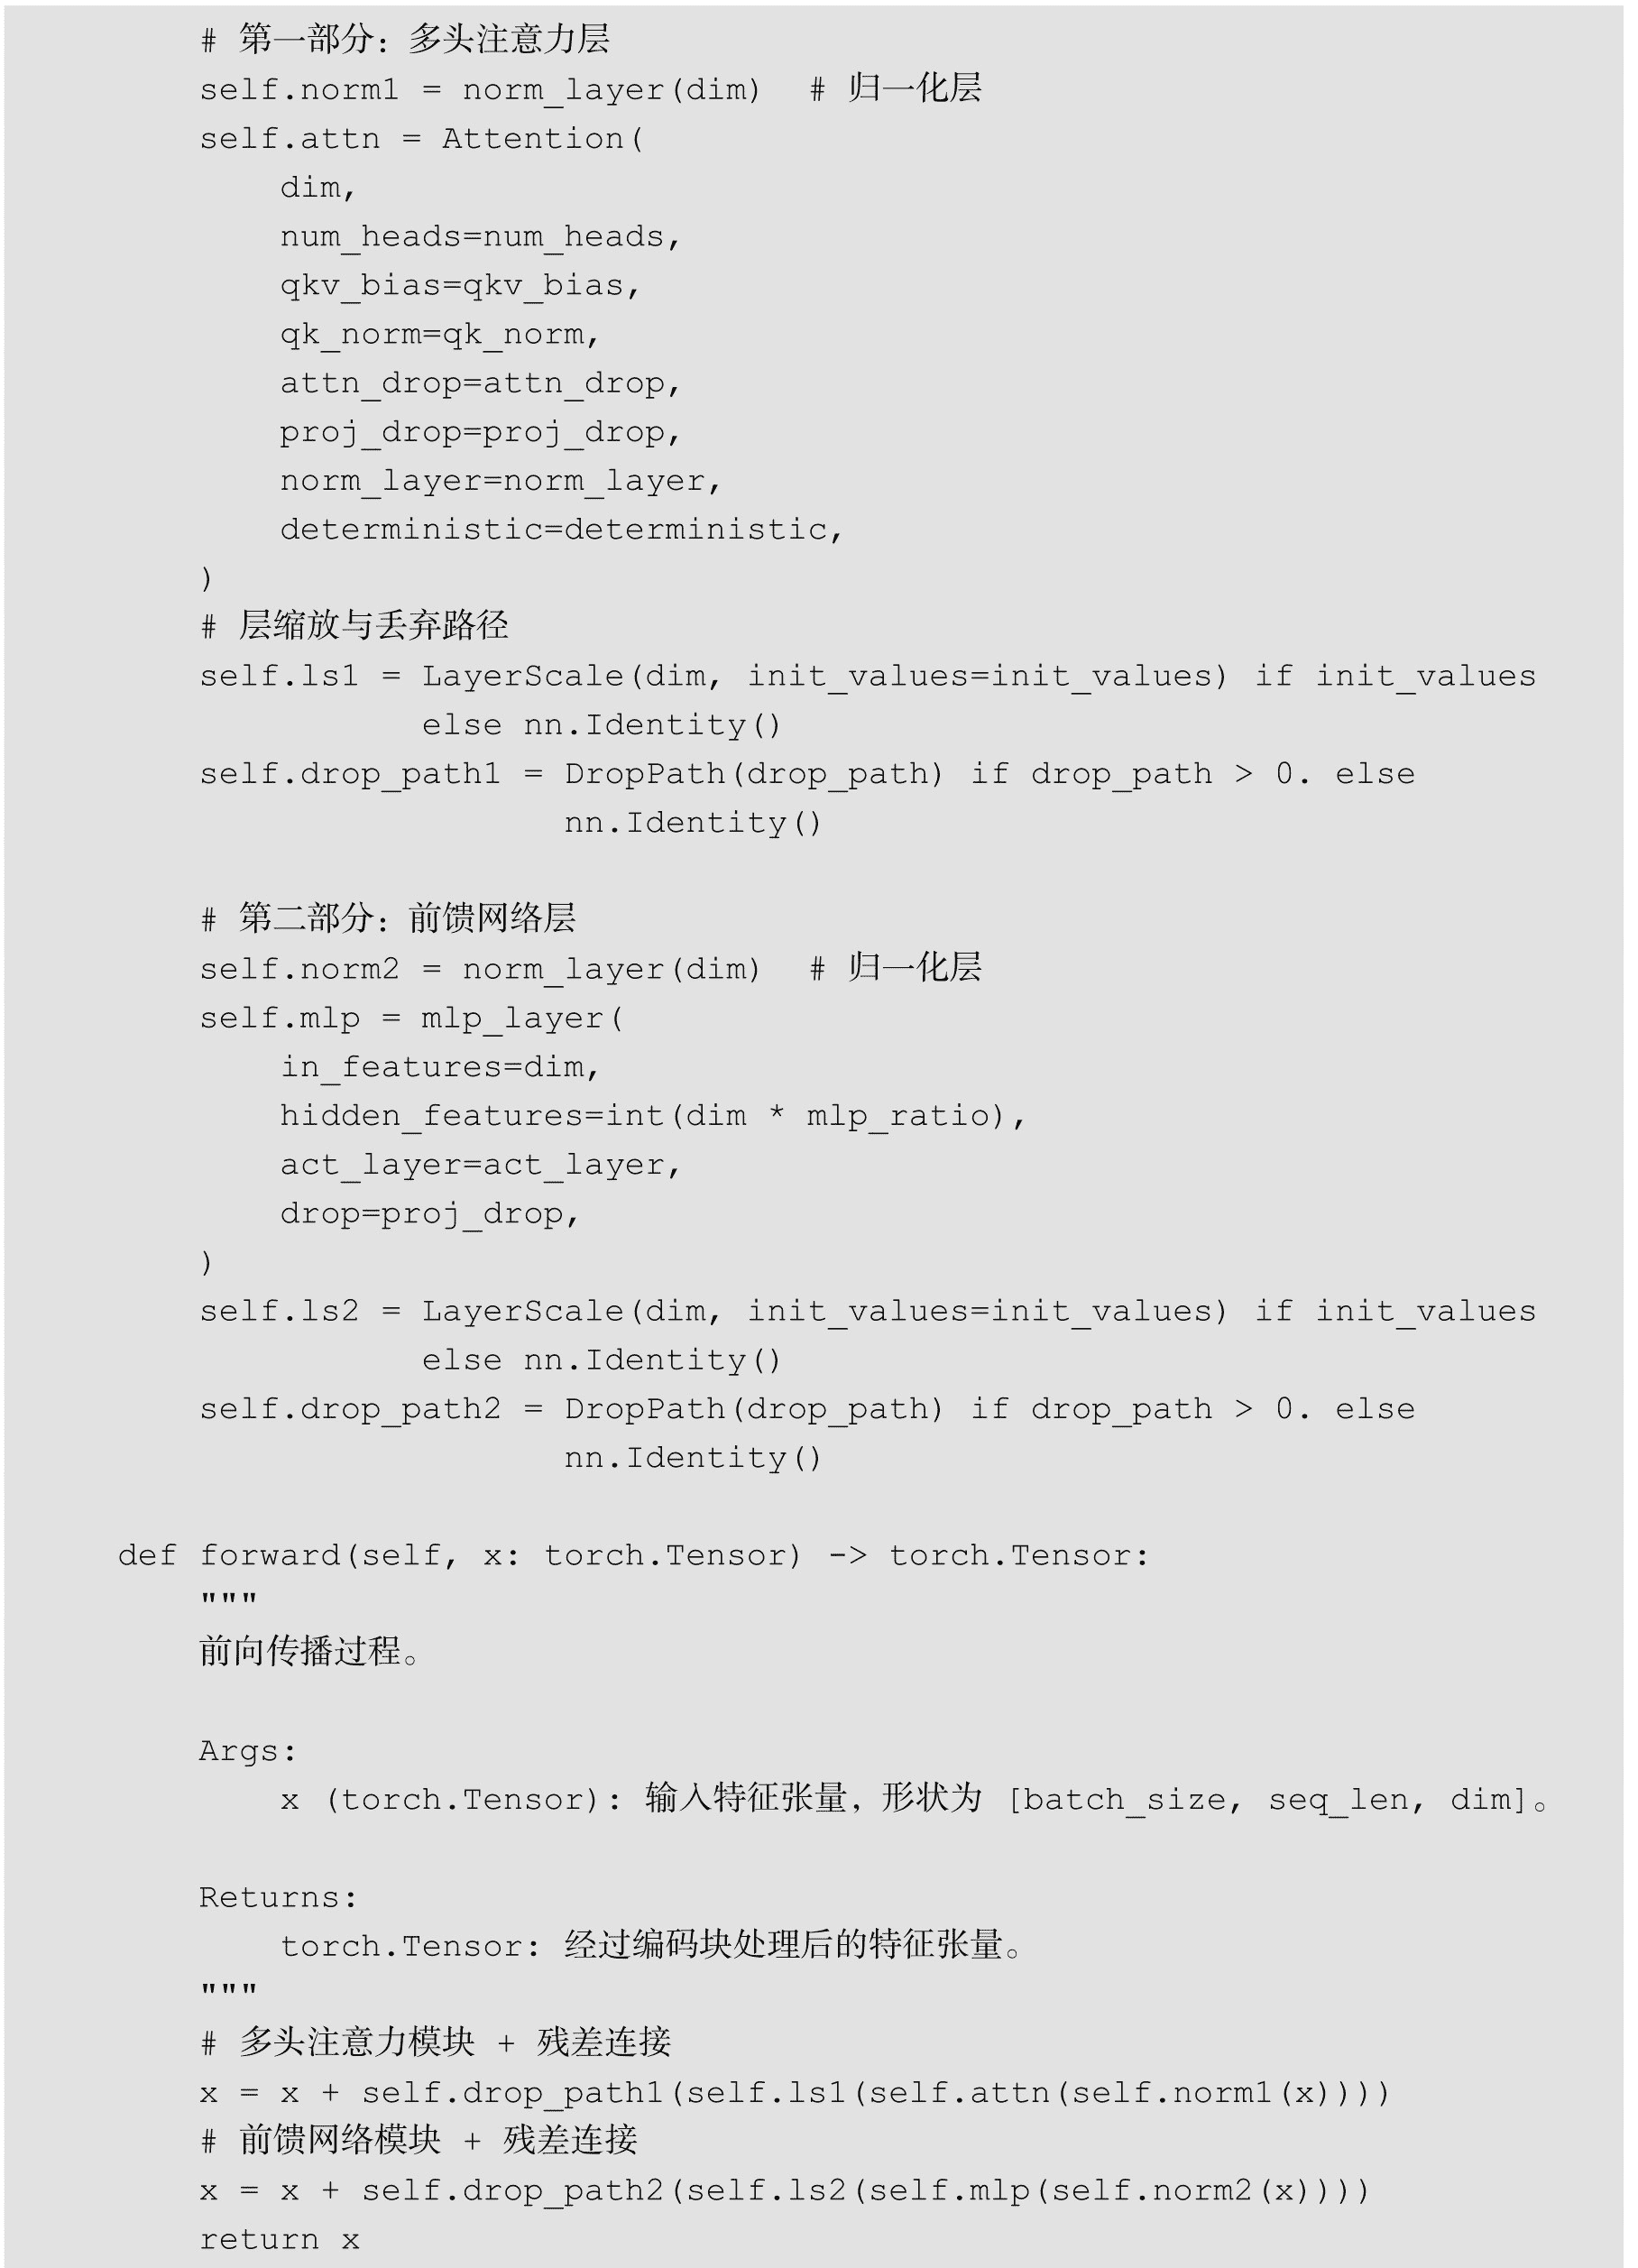 # 第一部分：多头注意力层
self.norm1 = norm_layer(dim)  # 归一化层
self.attn = Attention(
    dim,
    num_heads=num_heads,
    qkv_bias=qkv_bias,
    qk_norm=qk_norm,
    attn_drop=attn_drop,
    proj_drop=proj_drop,
    norm_layer=norm_layer,
    deterministic=deterministic,
)
# 层缩放与丢弃路径
self.ls1 = LayerScale(dim, init_values=init_values) if init_values
           else nn.Identity()
self.drop_path1 = DropPath(drop_path) if drop_path > 0. else
                  nn.Identity()
# 第二部分：前馈网络层
self.norm2 = norm_layer(dim)  # 归一化层
self.mlp = mlp_layer(
    in_features=dim,
    hidden_features=int(dim * mlp_ratio),
    act_layer=act_layer,
    drop=proj_drop,
)
self.ls2 = LayerScale(dim, init_values=init_values) if init_values
           else nn.Identity()
self.drop_path2 = DropPath(drop_path) if drop_path > 0. else
                  nn.Identity()
def forward(self, x: torch.Tensor) -> torch.Tensor:
    """
    前向传播过程。
    Args:
        x (torch.Tensor): 输入特征张量，形状为 [batch_size, seq_len, dim]。
    Returns:
        torch.Tensor: 经过编码块处理后的特征张量。
    """
    # 多头注意力模块 + 残差连接
    x = x + self.drop_path1(self.ls1(self.attn(self.norm1(x))))
    # 前馈网络模块 + 残差连接
    x = x + self.drop_path2(self.ls2(self.mlp(self.norm2(x))))
    return x